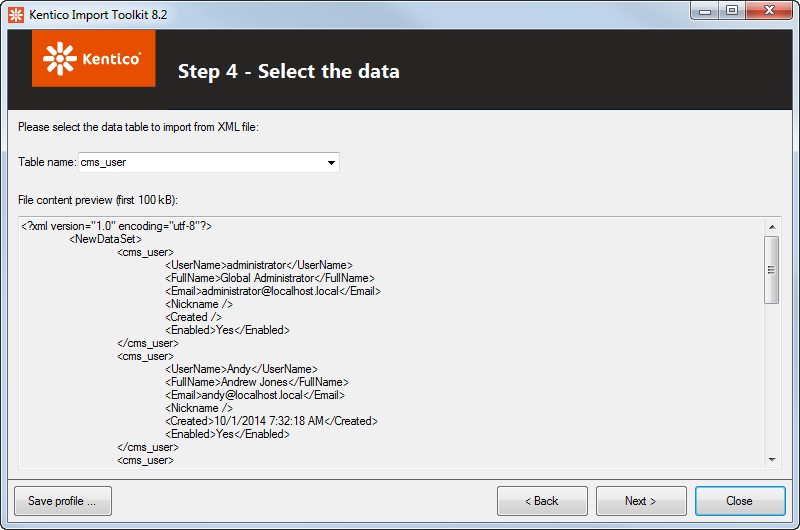 Kentico Import Toolkit 8.2
Kentico
Step 4 - Select the data
Please select the data table to import from XML file:
Table name: cms_user
File content preview (first 100 kB):
<?xml version="1.0" encoding="utf-8"?>
<NewDataSet>
<cms_user>
<UserName>administrator</UserName>
<FullName>Global Administrator</FullName>
<Email>administrator@localhost.local</Email>
<Nickname />
<Created />
<Enabled>Yes</Enabled>
</cms_user>
<cms_user>
<UserName>Andy</UserName>
<FullName>Andrew Jones</FullName>
<Email>andy@localhost.local</Email>
<Nickname />
<Created>10/1/2014 7:32:18 AM</Created>
<Enabled>Yes</Enabled>
</cms_user>
<cms_user>
Save profile ...
< Back
Next >
Close